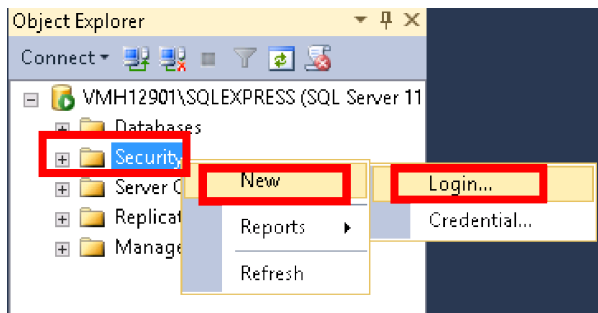 Object Explorer
Connect
VMH12901\SQLEXPRESS (SQL Server 11
Databases
Security
New
Login...
Server O
Replicat
Reports
Credential...
Manage
Refresh